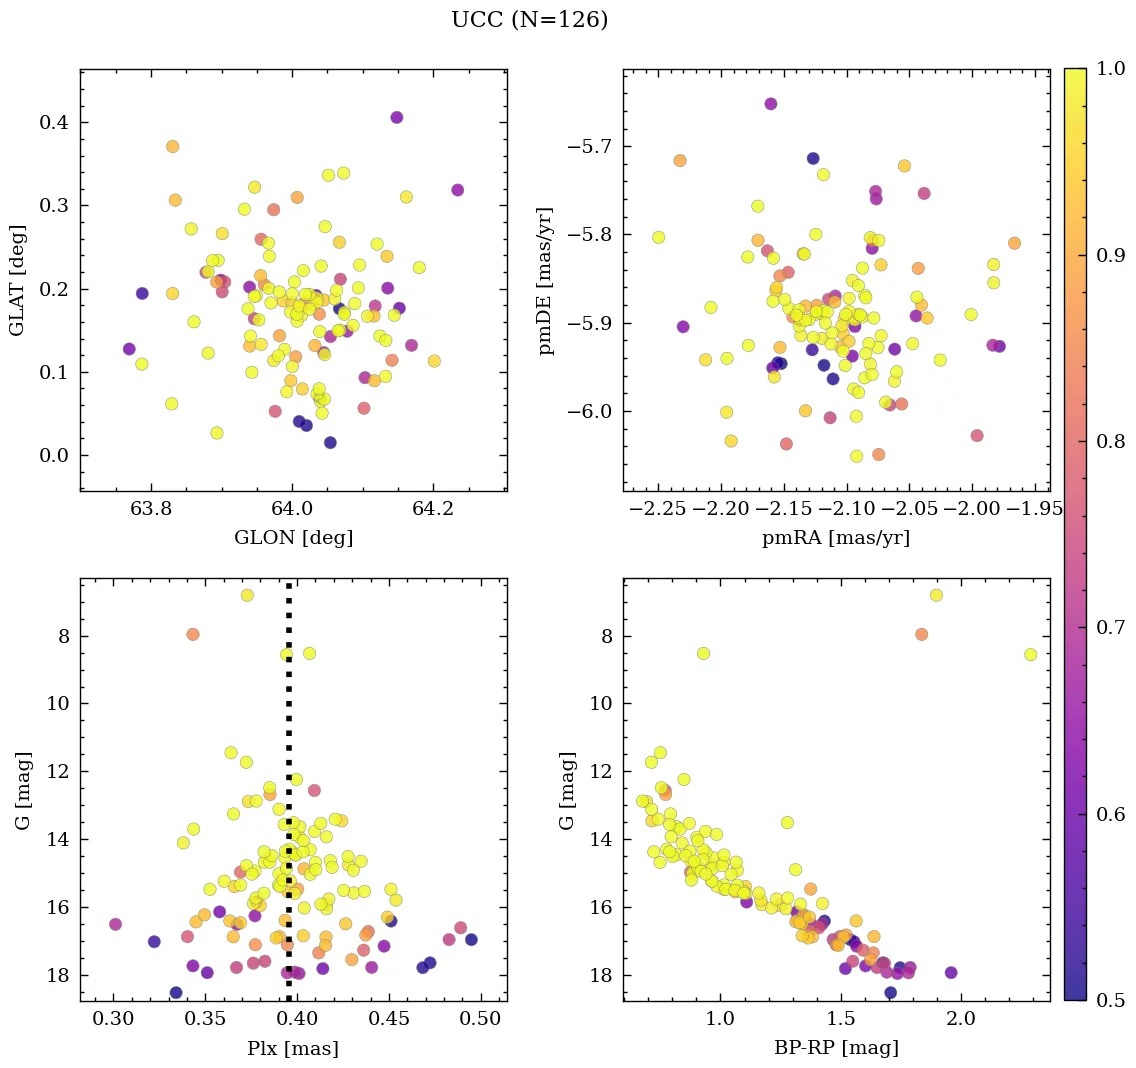 UCC (N=126)
0.4
0.3
0.2
0.1
0.0
GLAT [deg]
63.8 64.0 64.2
GLON [deg]
−5.7
−5.8
−5.9
−6.0
pmDE [mas/yr]
−2.25 −2.20 −2.15 −2.10 −2.05 −2.00 −1.95
pmRA [mas/yr]
8
10
12
14
16
18
G [mag]
0.30 0.35 0.40 0.45 0.50
Plx [mas]
8
10
12
14
16
18
G [mag]
1.0 1.5 2.0
BP-RP [mag]
1.0
0.9
0.8
0.7
0.6
0.5